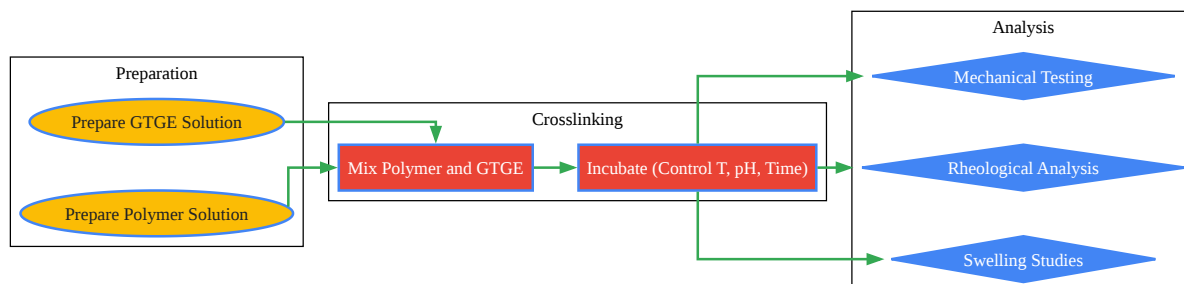 Preparation
Prepare GTGE Solution
Prepare Polymer Solution
Crosslinking
Mix Polymer and GTGE
Incubate (Control T, pH, Time)
Analysis
Mechanical Testing
Rheological Analysis
Swelling Studies